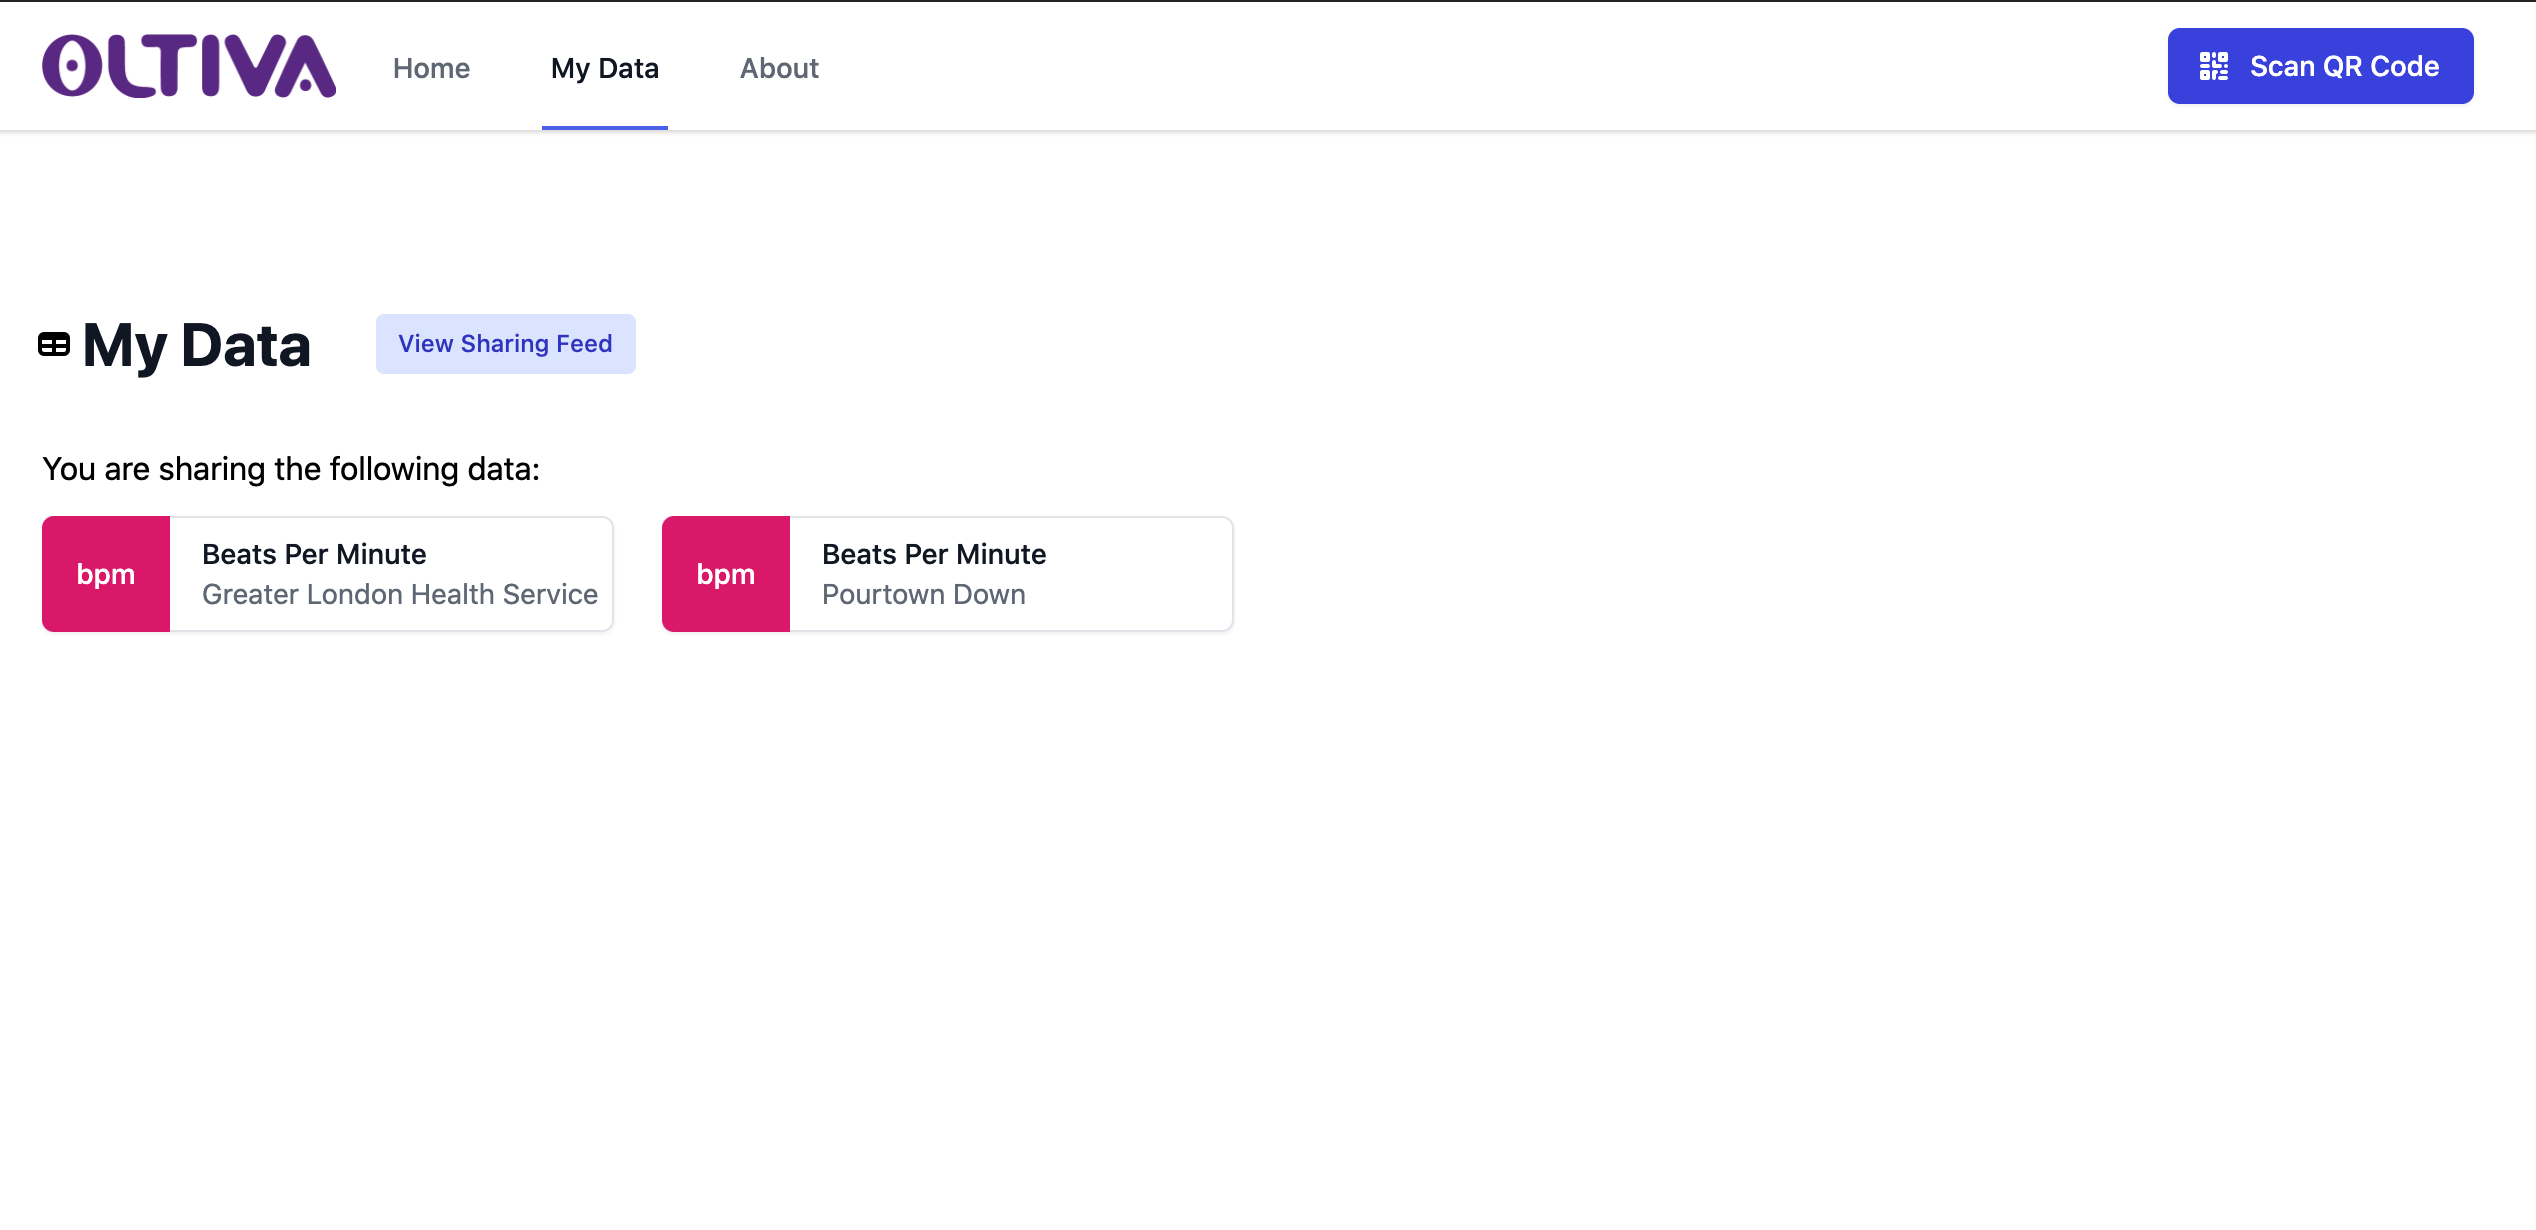 OLTIVA
Home
My Data
About
Scan QR Code
My Data
View Sharing Feed
You are sharing the following data:
bpm
Beats Per Minute
Greater London Health Service
bpm
Beats Per Minute
Pourtown Down